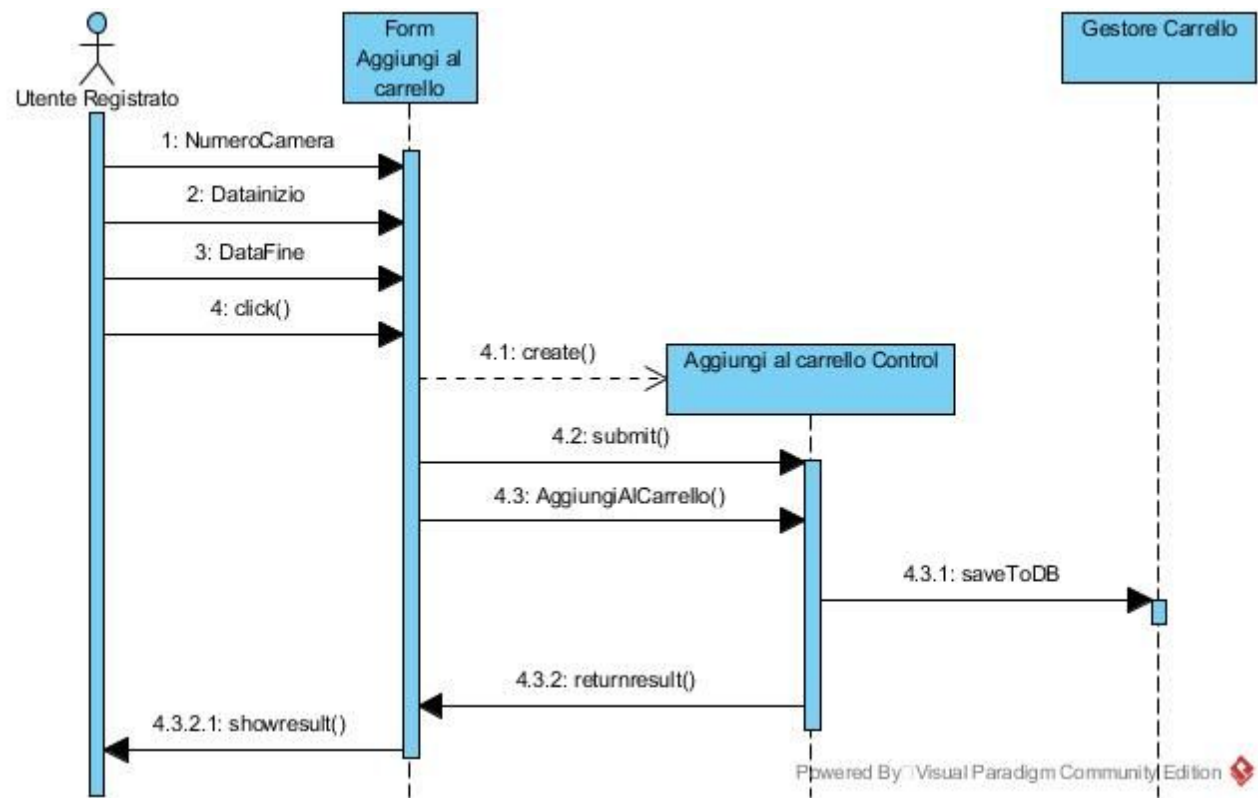 Form
Aggiungi al
carrello
Gestore Carrello
Utente Registrato
1: NumeroCamera
2: Datainizio
3: DataFine
4: click()
4.1: create()
Aggiungi al carrello Control
4.2: submit()
4.3: AggiungiAlCarrello()
4.3.1: saveToDB
4.3.2: returnresult()
4.3.2.1: showresult()
Powered By Visual Paradigm Community Edition